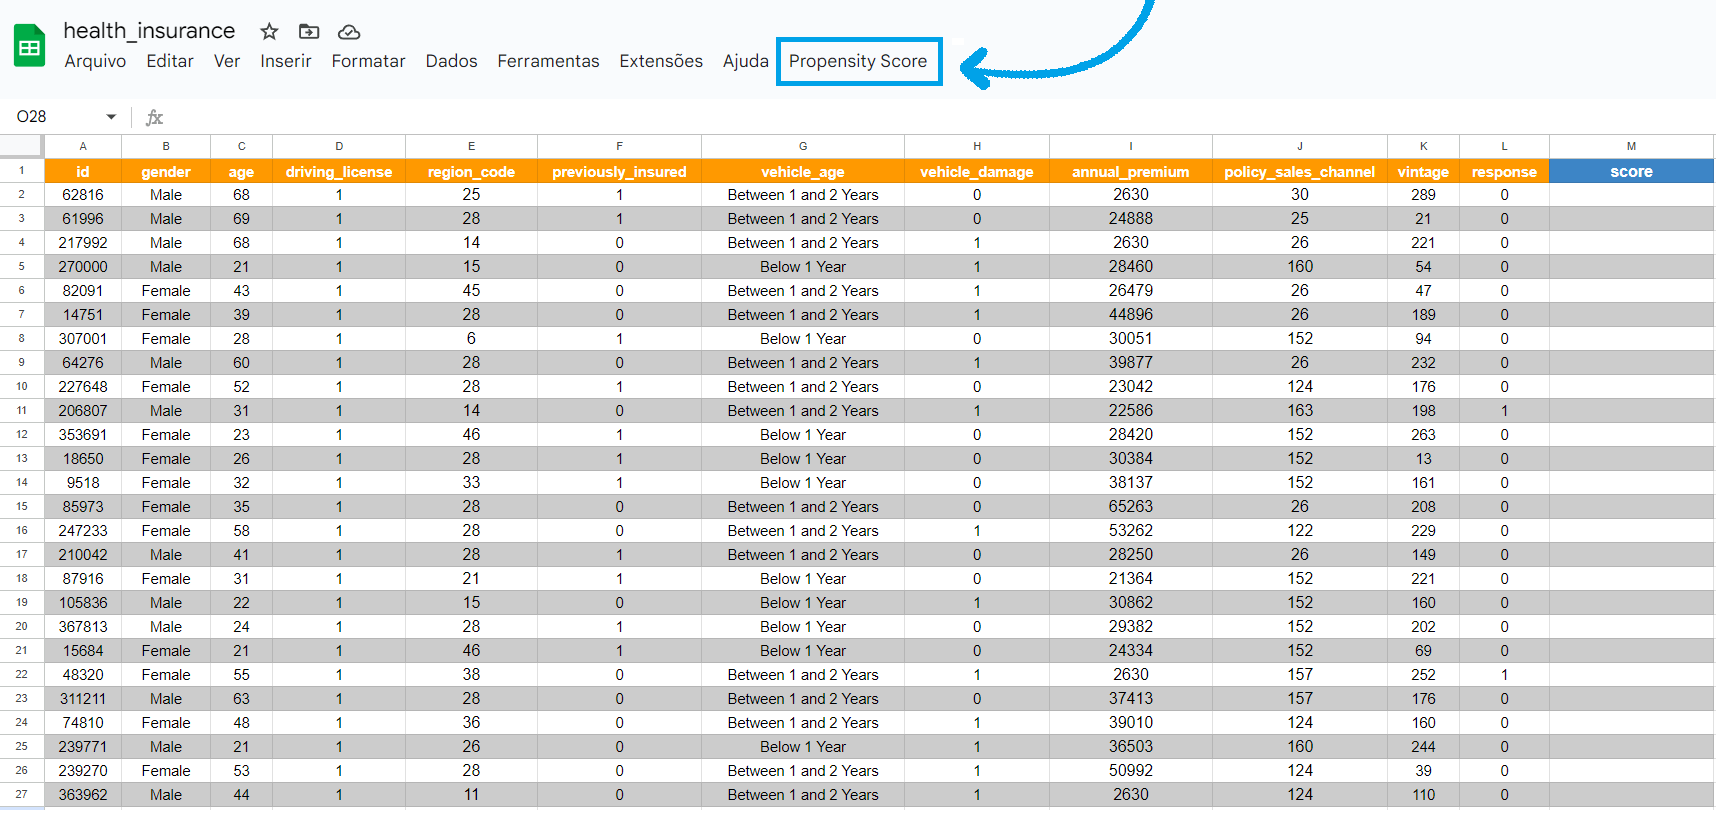 health_insurance
Arquivo Editar Ver Inserir Formatar Dados Ferramentas Extensões Ajuda Propensity Score
O28 fx
A B C D E F G H I J K L M
1 id gender age driving_license region_code previously_insured vehicle_age vehicle_damage annual_premium policy_sales_channel vintage response score
2 62816 Male 68 1 25 1 Between 1 and 2 Years 0 2630 30 289 0
3 61996 Male 69 1 28 1 Between 1 and 2 Years 0 24888 25 21 0
4 217992 Male 68 1 14 0 Between 1 and 2 Years 1 2630 26 221 0
5 270000 Male 21 1 15 0 Below 1 Year 1 28460 160 54 0
6 82091 Female 43 1 45 0 Between 1 and 2 Years 1 26479 26 47 0
7 14751 Female 39 1 28 0 Between 1 and 2 Years 1 44896 26 189 0
8 307001 Female 28 1 6 1 Below 1 Year 0 30051 152 94 0
9 64276 Male 60 1 28 0 Between 1 and 2 Years 1 39877 26 232 0
10 227648 Female 52 1 28 1 Between 1 and 2 Years 0 23042 124 176 0
11 206807 Male 31 1 14 0 Between 1 and 2 Years 1 22586 163 198 1
12 353691 Female 23 1 46 1 Below 1 Year 0 28420 152 263 0
13 18650 Female 26 1 28 1 Below 1 Year 0 30384 152 13 0
14 9518 Female 32 1 33 1 Below 1 Year 0 38137 152 161 0
15 85973 Female 35 1 28 0 Between 1 and 2 Years 0 65263 26 208 0
16 247233 Female 58 1 28 0 Between 1 and 2 Years 1 53262 122 229 0
17 210042 Male 41 1 28 1 Between 1 and 2 Years 0 28250 26 149 0
18 87916 Female 31 1 21 1 Below 1 Year 0 21364 152 221 0
19 105836 Male 22 1 15 0 Below 1 Year 1 30862 152 160 0
20 367813 Male 24 1 28 1 Below 1 Year 0 29382 152 202 0
21 15684 Female 21 1 46 1 Below 1 Year 0 24334 152 69 0
22 48320 Female 55 1 38 0 Between 1 and 2 Years 1 2630 157 252 1
23 311211 Male 63 1 28 0 Between 1 and 2 Years 0 37413 157 176 0
24 74810 Female 48 1 36 0 Between 1 and 2 Years 1 39010 124 160 0
25 239771 Male 21 1 26 0 Below 1 Year 1 36503 160 244 0
26 239270 Female 53 1 28 0 Between 1 and 2 Years 1 50992 124 39 0
27 363962 Male 44 1 11 0 Between 1 and 2 Years 1 2630 124 110 0